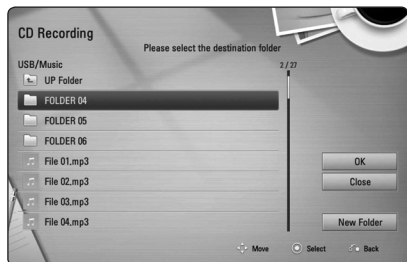 CD Recording
Please select the destination folder
USB/Music
2 / 27
UP Folder
FOLDER 04
FOLDER 05
FOLDER 06
File 01.mp3
OK
File 02.mp3
Close
File 03.mp3
File 04.mp3
New Folder
Move
Select
Back